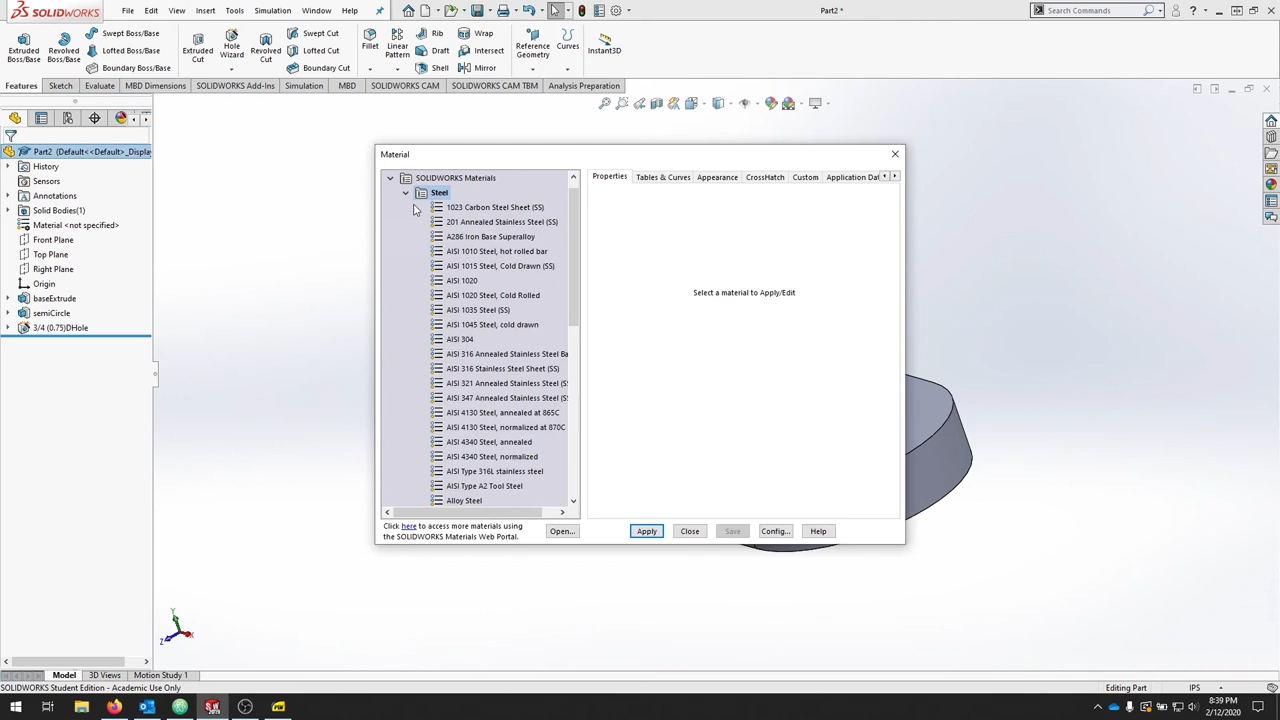 SOLIDWORKS File Edit View Insert Tools Simulation Window Help Part2 * Search Commands
Extruded Boss/Base Revolved Boss/Base Swept Boss/Base Lofted Boss/Base Boundary Boss/Base Extruded Cut Hole Wizard Revolved Cut Swept Cut Lofted Cut Boundary Cut Fillet Linear Pattern Rib Draft Shell Wrap Intersect Mirror Reference Geometry Curves Instant3D
Features Sketch Evaluate MBD Dimensions SOLIDWORKS Add-Ins Simulation MBD SOLIDWORKS CAM SOLIDWORKS CAM TBM Analysis Preparation
Part2 (Default<<Default>_Displa
History
Sensors
Annotations
Solid Bodies(1)
Material <not specified>
Front Plane
Top Plane
Right Plane
Origin
baseExtrude
semiCircle
3/4 (0.75)DHole
Material
SOLIDWORKS Materials
Steel
1023 Carbon Steel Sheet (SS)
201 Annealed Stainless Steel (SS)
A286 Iron Base Superalloy
AISI 1010 Steel, hot rolled bar
AISI 1015 Steel, Cold Drawn (SS)
AISI 1020
AISI 1020 Steel, Cold Rolled
AISI 1035 Steel (SS)
AISI 1045 Steel, cold drawn
AISI 304
AISI 316 Annealed Stainless Steel Ba
AISI 316 Stainless Steel Sheet (SS)
AISI 321 Annealed Stainless Steel (S
AISI 347 Annealed Stainless Steel (S
AISI 4130 Steel, annealed at 865C
AISI 4130 Steel, normalized at 870C
AISI 4340 Steel, annealed
AISI 4340 Steel, normalized
AISI Type 316L stainless steel
AISI Type A2 Tool Steel
Alloy Steel
Properties Tables & Curves Appearance CrossHatch Custom Application Dat
Select a material to Apply/Edit
Click here to access more materials using
the SOLIDWORKS Materials Web Portal.
Open... Apply Close Save Config... Help
Y
Z X
Model 3D Views Motion Study 1
SOLIDWORKS Student Edition - Academic Use Only Editing Part IPS
8:39 PM
2/12/2020